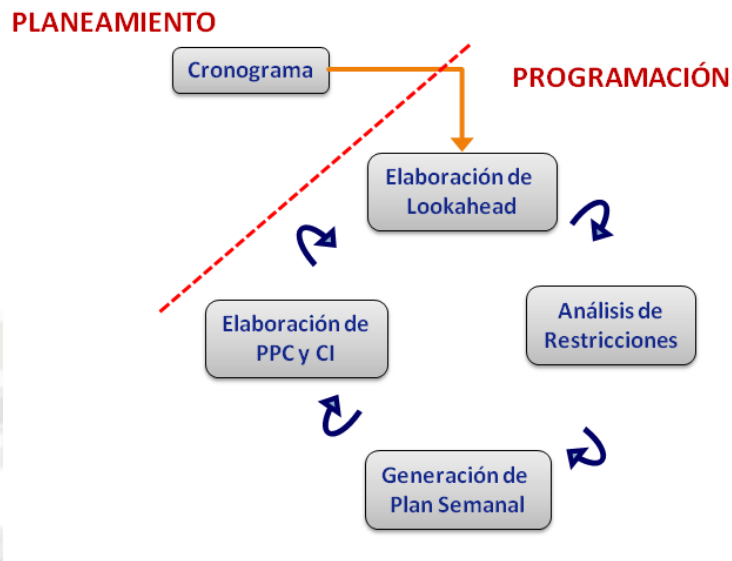 PLANEAMIENTO
Cronograma
PROGRAMACIÓN
Elaboración de
Lookahead
Análisis de
Restricciones
Generación de
Plan Semanal
Elaboración de
PPC y CI